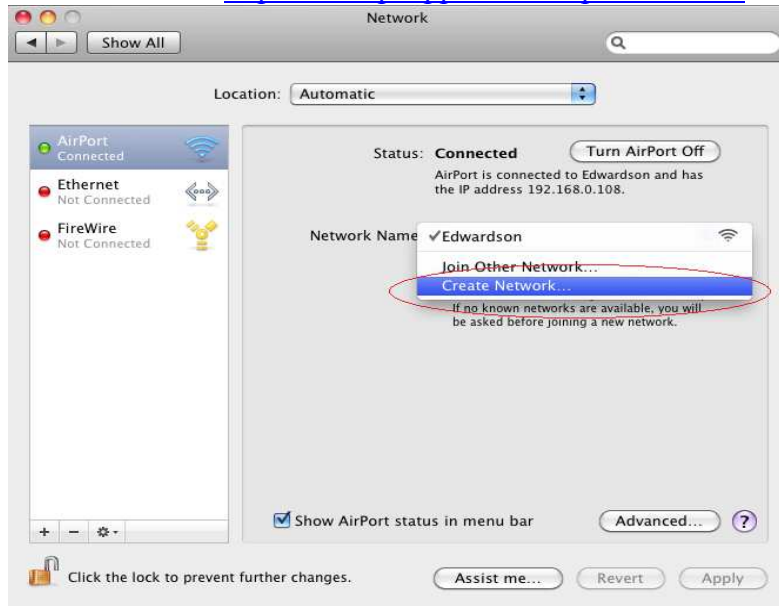 Network
Show All
Location: Automatic
AirPort
Connected
Status: Connected
Turn AirPort Off
AirPort is connected to Edwardson and has
the IP address 192.168.0.108.
Ethernet
Not Connected
FireWire
Not Connected
Network Name
✓Edwardson
Join Other Network...
Create Network...
If no known networks are available, you will
be asked before joining a new network.
Show AirPort status in menu bar
Advanced...
?
Click the lock to prevent further changes.
Assist me...
Revert
Apply